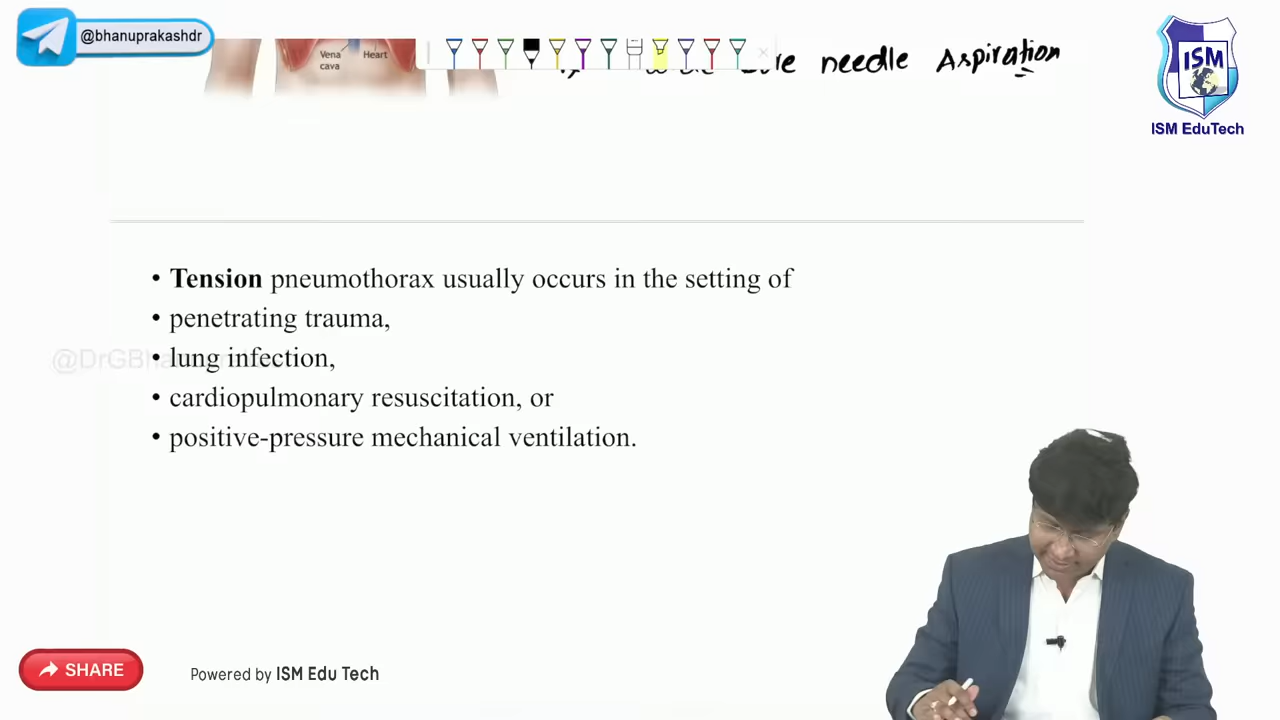 @bhanuprakashdr
Vena
cava
Heart
needle Aspiration
ISM
ISM EduTech
• Tension pneumothorax usually occurs in the setting of
• penetrating trauma,
• lung infection,
• cardiopulmonary resuscitation, or
• positive-pressure mechanical ventilation.
SHARE
Powered by ISM Edu Tech